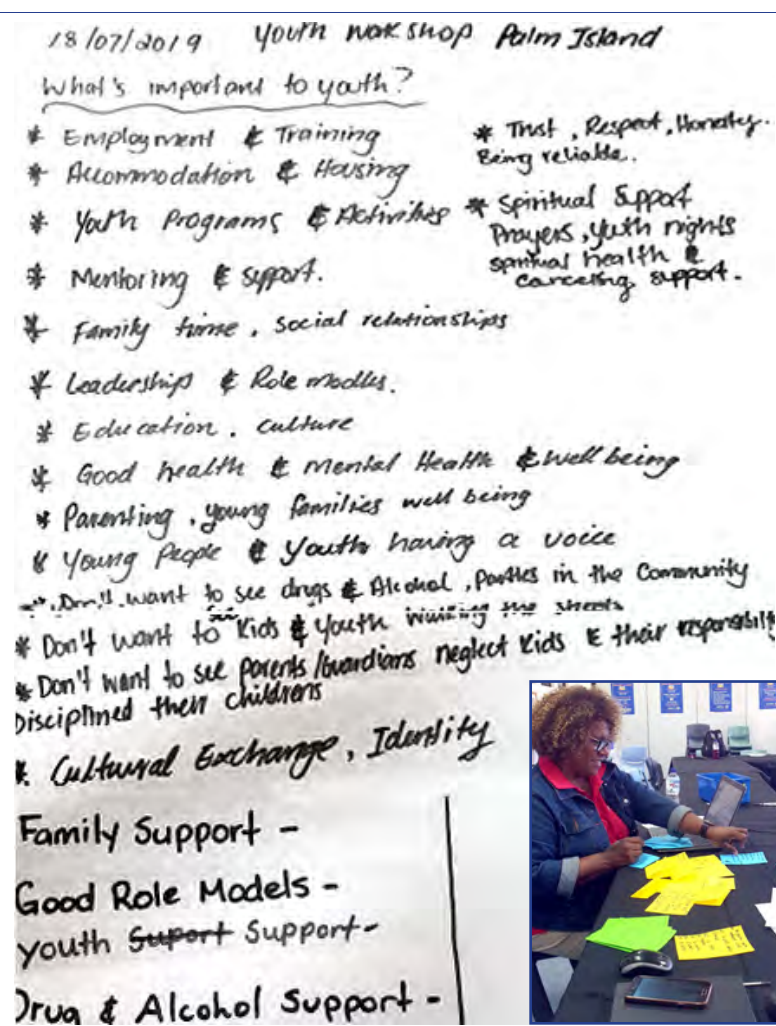 18/07/2019 Youth workshop Palm Island
What's important to youth?
* Employment & Training
* Accommodation & Housing
* Youth Programs & Activities
* Mentoring & support.
* Family time, social relationships
* Leadership & Role modles.
* Education, culture
* Good health & mental Health & well being
* Parenting, young families well being
* Young People & Youth having a voice
Don't want to see drugs & Alcohol, parties in the Community
* Don't want to see Kids & youth walking the streets
* Don't want to see parents/guardians neglect kids & their responsibility
Disciplined their childrens
* Cultural Exchange, Identity
* Trust, Respect, Honesty.
Being reliable.
* Spiritual Support
Prayers, youth rights
spiritual health &
support.
Family Support -
Good Role Models -
youth Suport Support -
Drug & Alcohol Support -